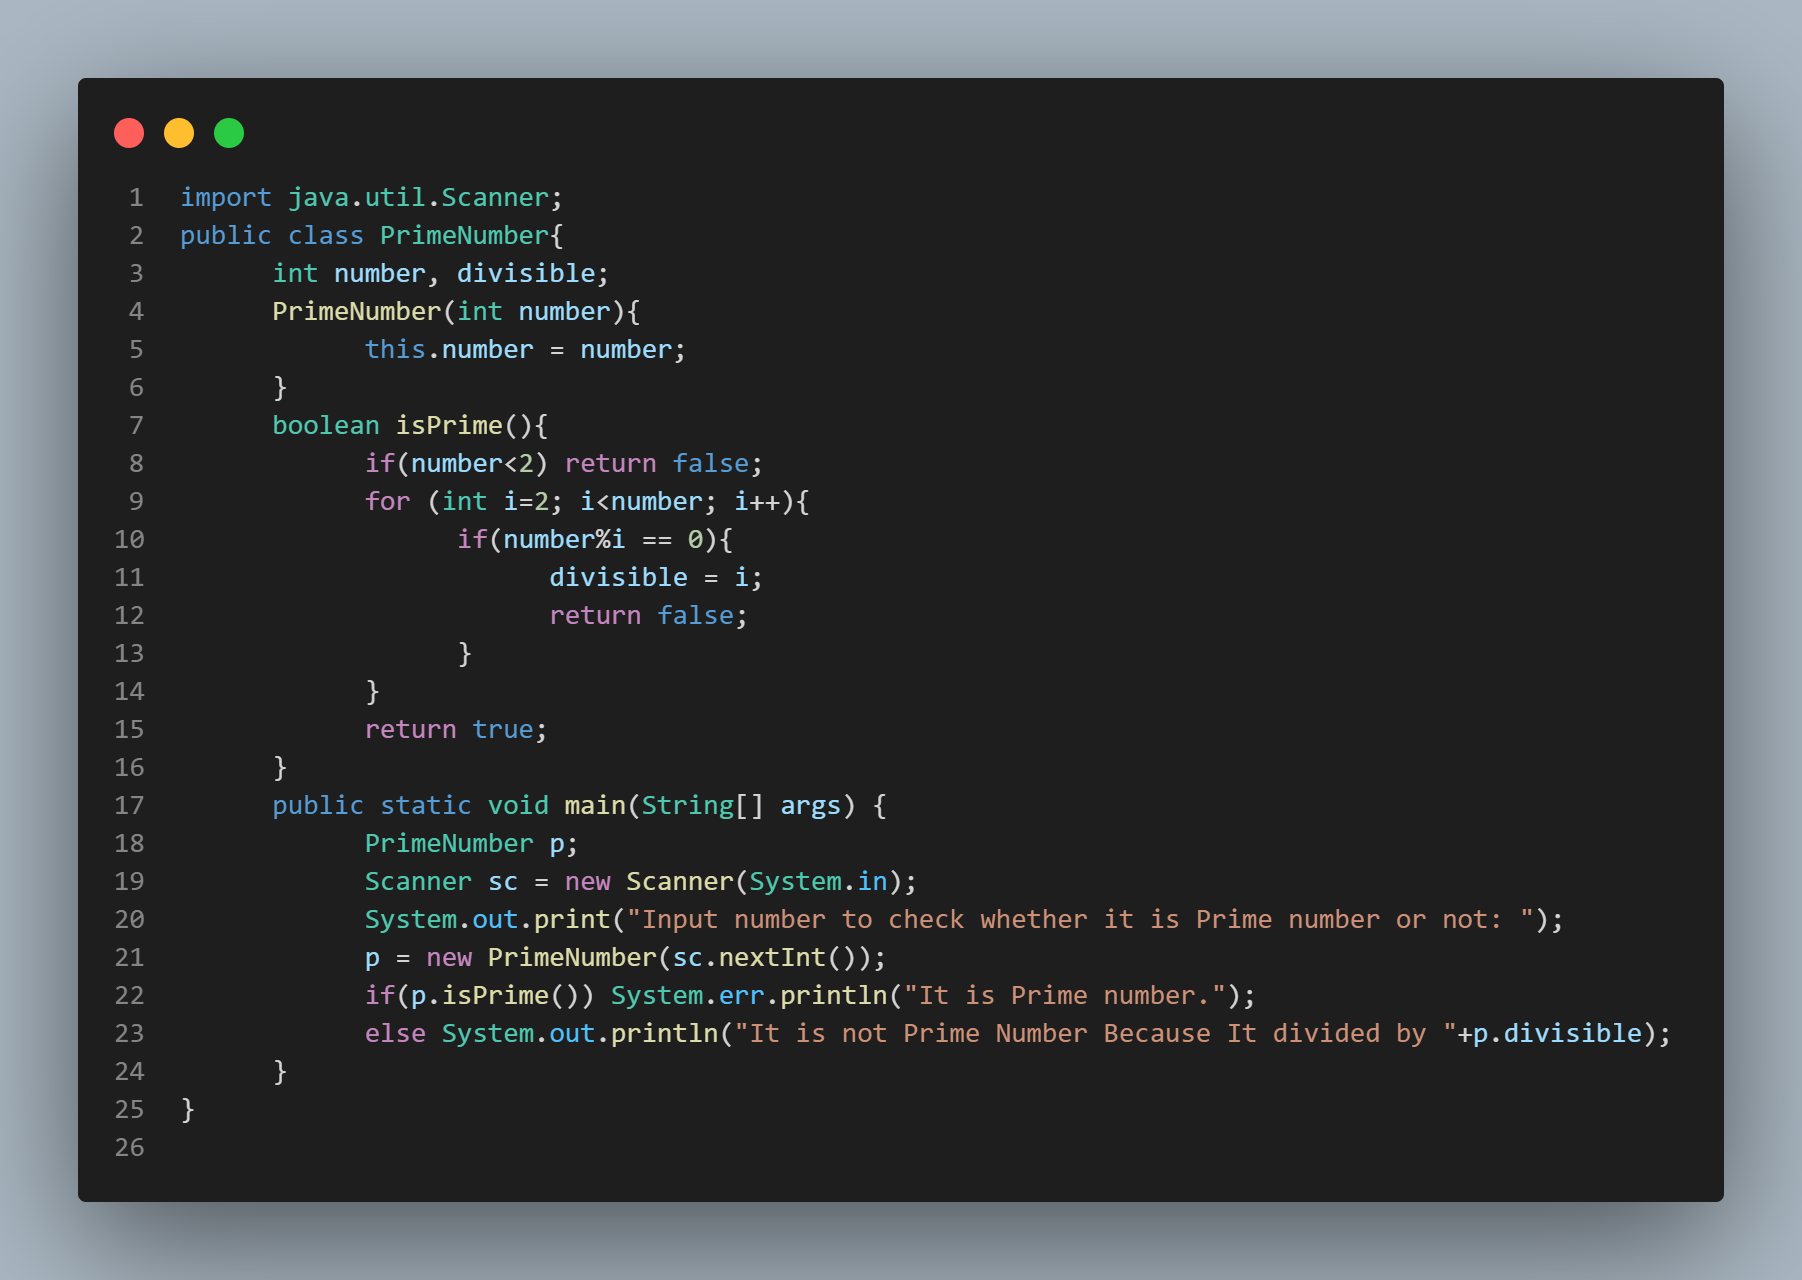 1 import java.util.Scanner;
2 public class PrimeNumber{
3       int number, divisible;
4       PrimeNumber(int number){
5             this.number = number;
6       }
7       boolean isPrime(){
8             if(number<2) return false;
9             for (int i=2; i<number; i++){
10                   if(number%i == 0){
11                         divisible = i;
12                         return false;
13                   }
14             }
15             return true;
16       }
17       public static void main(String[] args) {
18             PrimeNumber p;
19             Scanner sc = new Scanner(System.in);
20             System.out.print("Input number to check whether it is Prime number or not: ");
21             p = new PrimeNumber(sc.nextInt());
22             if(p.isPrime()) System.err.println("It is Prime number.");
23             else System.out.println("It is not Prime Number Because It divided by "+p.divisible);
24       }
25 }
26